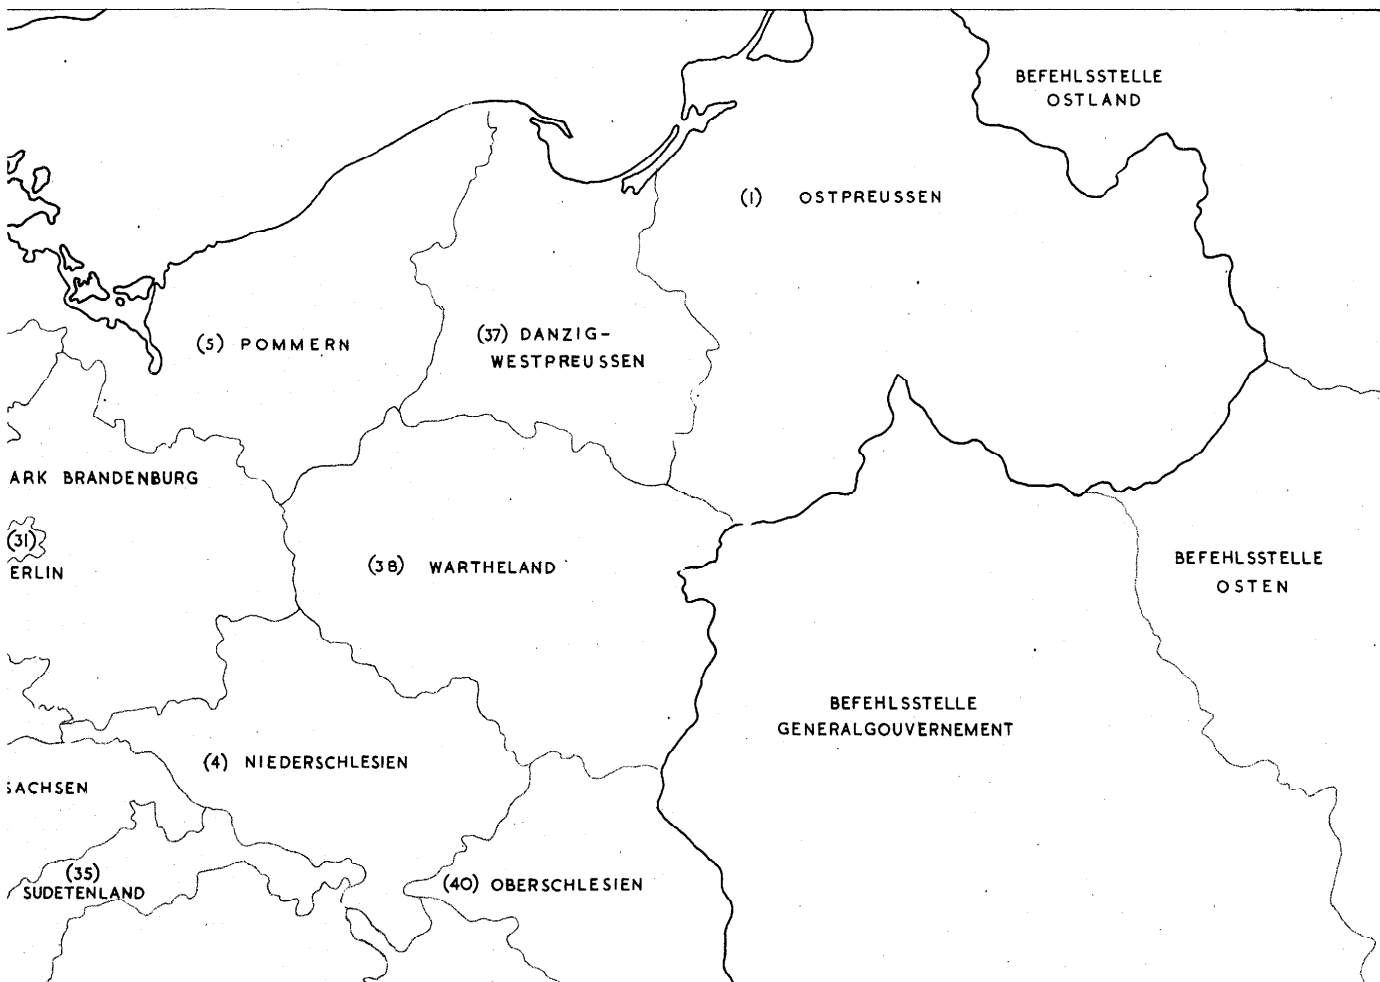 BEFEHLSSTELLE
OSTLAND
(1) OSTPREUSSEN
(5) POMMERN
(37) DANZIG-
WESTPREUSSEN
ARK BRANDENBURG
(31)
ERLIN
(38) WARTHELAND
BEFEHLSSTELLE
OSTEN
BEFEHLSSTELLE
GENERALGOUVERNEMENT
(4) NIEDERSCHLESIEN
SACHSEN
(35)
SUDETENLAND
(40) OBERSCHLESIEN